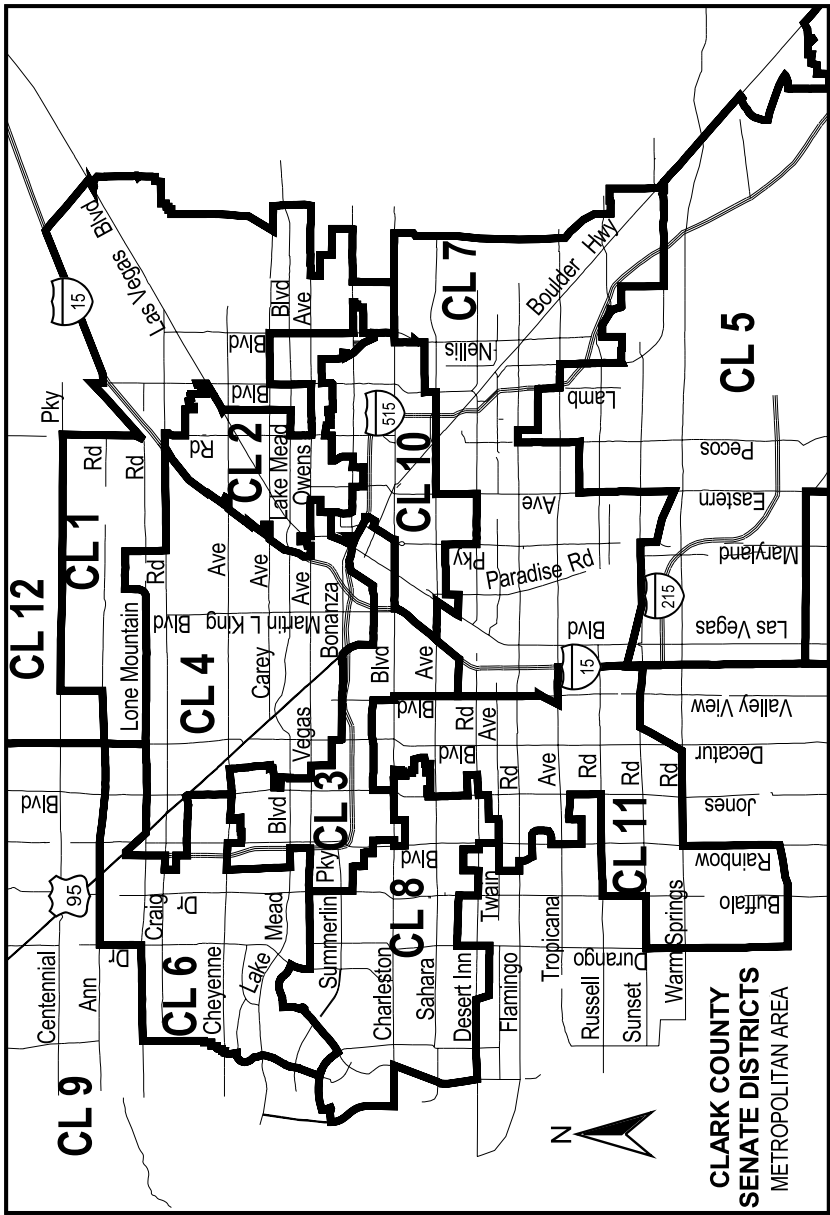 CL 12
CL 1
CL 2
CL 3
CL 4
CL 5
CL 6
CL 7
CL 8
CL 9
CL 10
CL 11
Centennial
Pky
Ann
Rd
Lone Mountain
Rd
Craig
Rd
Cheyenne
Ave
Carey
Ave
Lake
Mead
Blvd
Lake Mead
Blvd
Vegas
Dr
Owens
Ave
Bonanza
Rd
Summerlin
Pky
Charleston
Blvd
Sahara
Ave
Desert Inn
Rd
Twain
Ave
Flamingo
Rd
Tropicana
Ave
Russell
Rd
Sunset
Rd
Warm Springs
Rd
Durango
Dr
Buffalo
Dr
Rainbow
Blvd
Jones
Blvd
Decatur
Blvd
Valley View
Blvd
Las Vegas
Blvd
Martin L King
Blvd
Paradise Rd
Maryland
Pky
Eastern
Ave
Pecos
Rd
Lamb
Blvd
Nellis
Blvd
Boulder Hwy
Las Vegas
Blvd
15
15
95
515
215
N
CLARK COUNTY
SENATE DISTRICTS
METROPOLITAN AREA